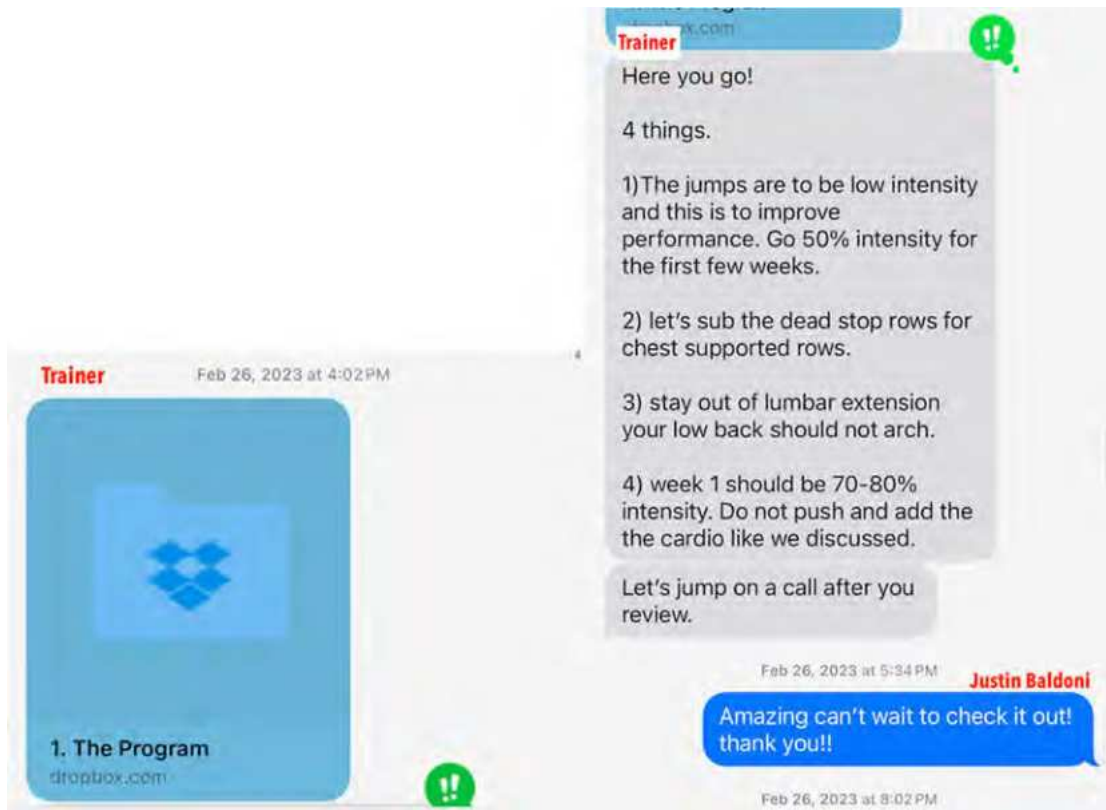 Trainer
Feb 26, 2023 at 4:02 PM
1. The Program
dropbox.com
Trainer
Here you go!
4 things.
1)The jumps are to be low intensity
and this is to improve
performance. Go 50% intensity for
the first few weeks.
2) let's sub the dead stop rows for
chest supported rows.
3) stay out of lumbar extension
your low back should not arch.
4) week 1 should be 70-80%
intensity. Do not push and add the
the cardio like we discussed.
Let's jump on a call after you
review.
Feb 26, 2023 at 5:34 PM
Justin Baldoni
Amazing can't wait to check it out!
thank you!!
Feb 26, 2023 at 8:02 PM